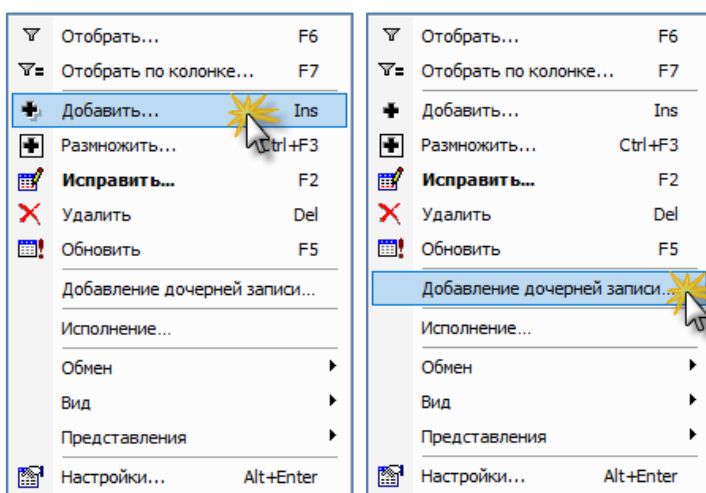 Отобрать... F6
Отобрать по колонке... F7
Добавить... Ins
Размножить... Ctrl+F3
Исправить... F2
Удалить Del
Обновить F5
Добавление дочерней записи...
Исполнение...
Обмен
Вид
Представления
Настройки... Alt+Enter
Отобрать... F6
Отобрать по колонке... F7
Добавить... Ins
Размножить... Ctrl+F3
Исправить... F2
Удалить Del
Обновить F5
Добавление дочерней записи...
Исполнение...
Обмен
Вид
Представления
Настройки... Alt+Enter